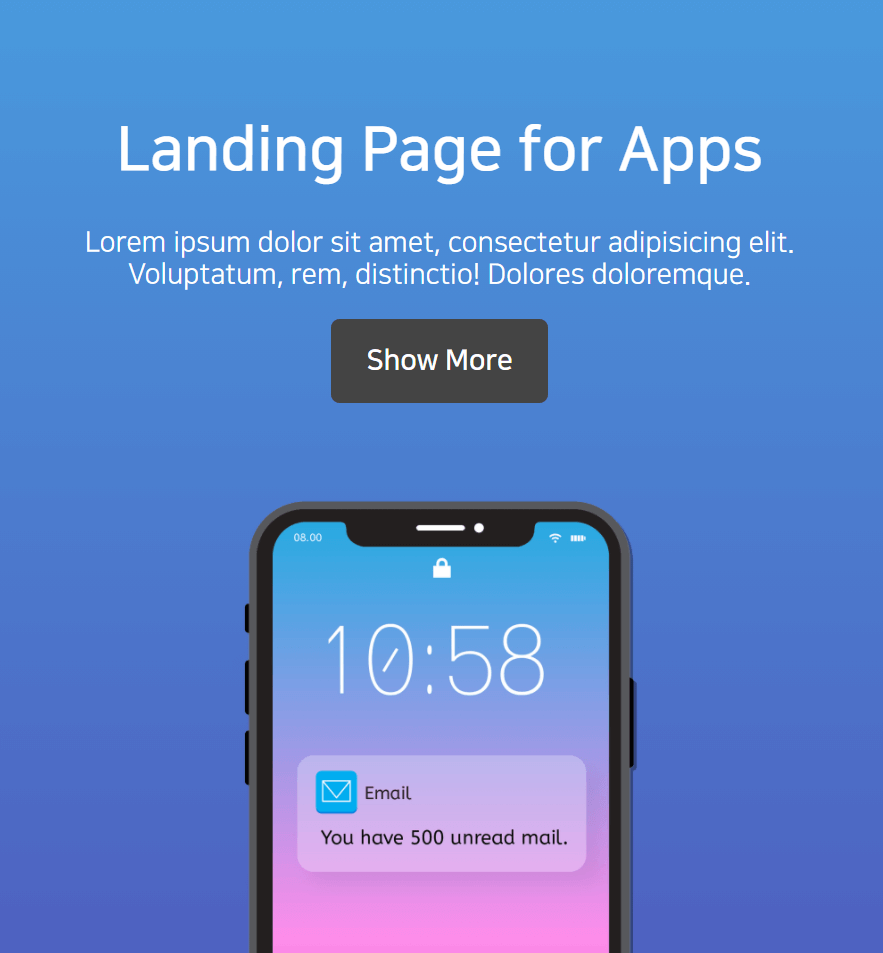 Landing Page for Apps
Lorem ipsum dolor sit amet, consectetur adipisicing elit.
Voluptatum, rem, distinctio! Dolores doloremque.
Show More
08.00
10:58
Email
You have 500 unread mail.